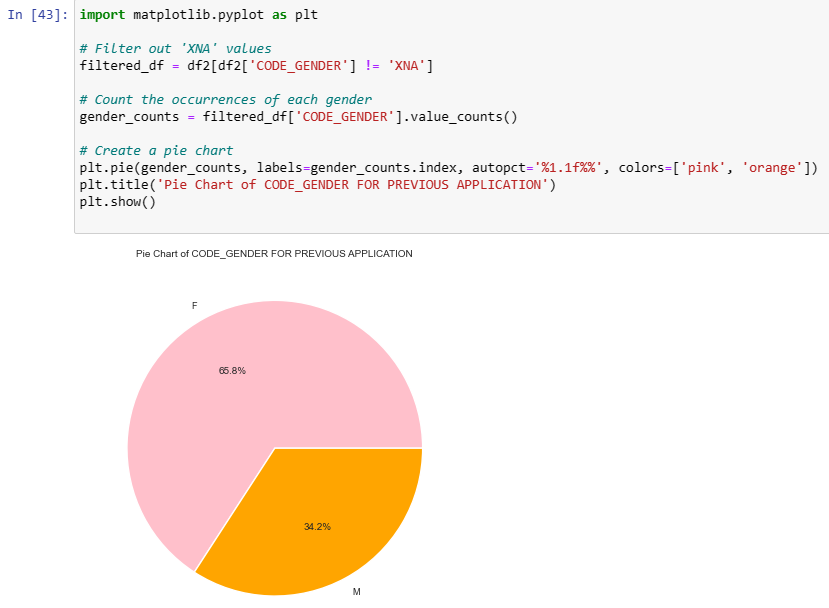 In [43]: import matplotlib.pyplot as plt
# Filter out 'XNA' values
filtered_df = df2[df2['CODE_GENDER'] != 'XNA']
# Count the occurrences of each gender
gender_counts = filtered_df['CODE_GENDER'].value_counts()
# Create a pie chart
plt.pie(gender_counts, labels=gender_counts.index, autopct='%1.1f%%', colors=['pink', 'orange'])
plt.title('Pie Chart of CODE_GENDER FOR PREVIOUS APPLICATION')
plt.show()
Pie Chart of CODE_GENDER FOR PREVIOUS APPLICATION
F
65.8%
34.2%
M